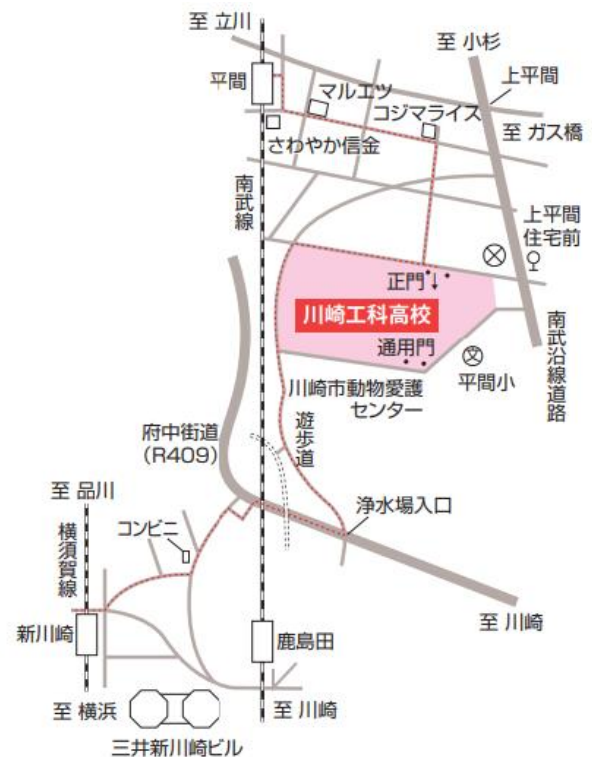 至 立川
至 小杉
平間
マルエツ
上平間
コジマライス
至 ガス橋
さわやか信金
南武線
上平間
住宅前
正門↓
川崎工科高校
通用門
文
平間小
南武沿線道路
川崎市動物愛護
センター
遊歩道
府中街道
(R409)
至 品川
浄水場入口
コンビニ
横須賀線
至 川崎
新川崎
鹿島田
至 横浜
至 川崎
三井新川崎ビル